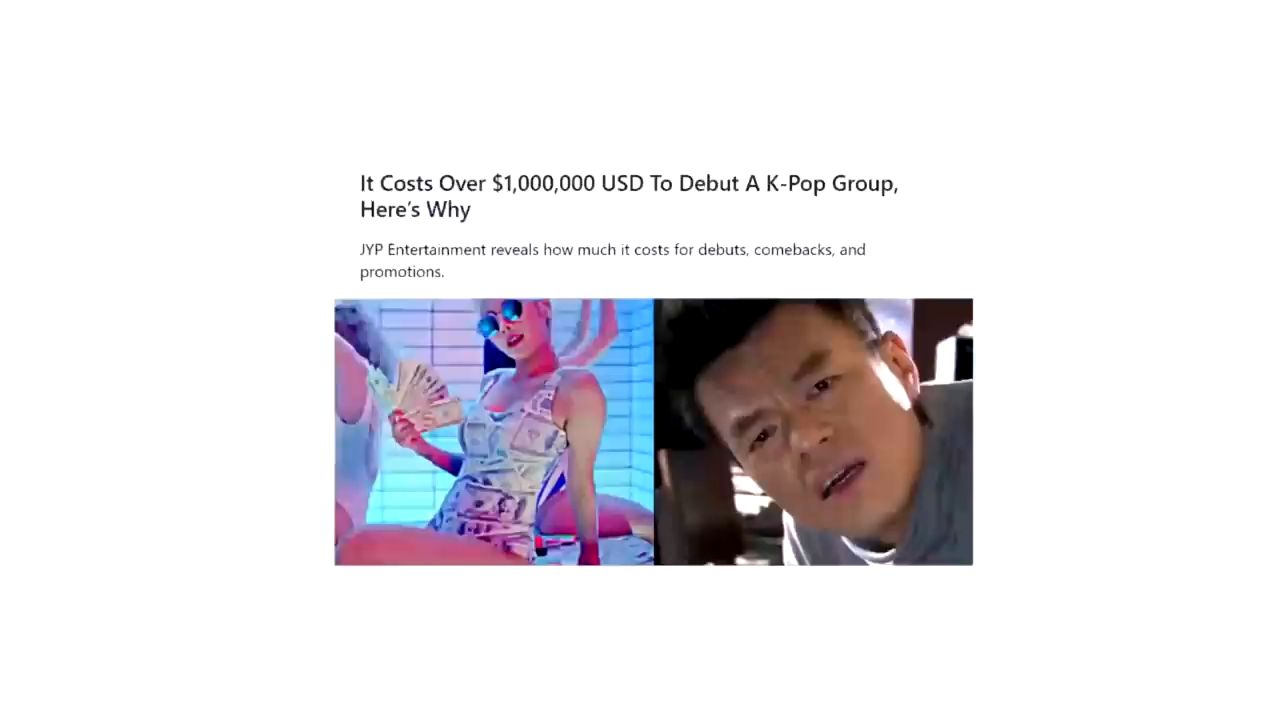 It Costs Over $1,000,000 USD To Debut A K-Pop Group,
Here's Why
JYP Entertainment reveals how much it costs for debuts, comebacks, and
promotions.